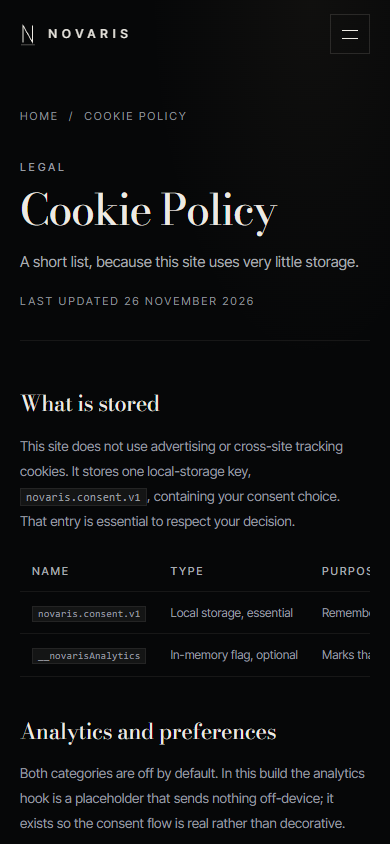 N NOVARIS
HOME / COOKIE POLICY
LEGAL
Cookie Policy
A short list, because this site uses very little storage.
LAST UPDATED 26 NOVEMBER 2026
What is stored
This site does not use advertising or cross-site tracking
cookies. It stores one local-storage key,
novaris.consent.v1, containing your consent choice.
That entry is essential to respect your decision.
NAME TYPE PURPOS
novaris.consent.v1 Local storage, essential Rememb
__novarisAnalytics In-memory flag, optional Marks tha
Analytics and preferences
Both categories are off by default. In this build the analytics
hook is a placeholder that sends nothing off-device; it
exists so the consent flow is real rather than decorative.